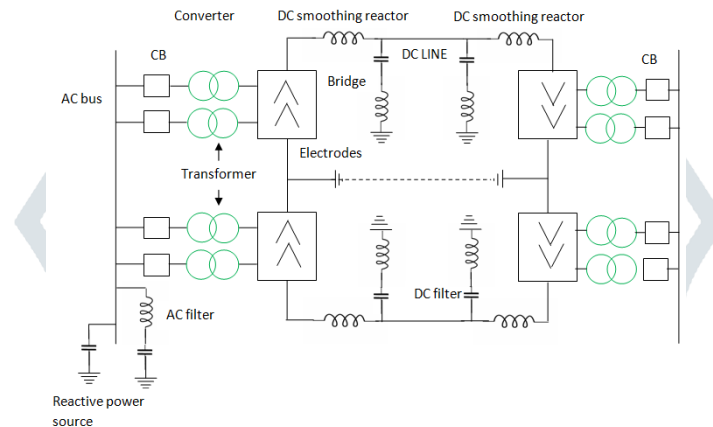 Converter
DC smoothing reactor
DC smoothing reactor
CB
DC LINE
CB
Bridge
AC bus
Electrodes
Transformer
DC filter
AC filter
Reactive power
source